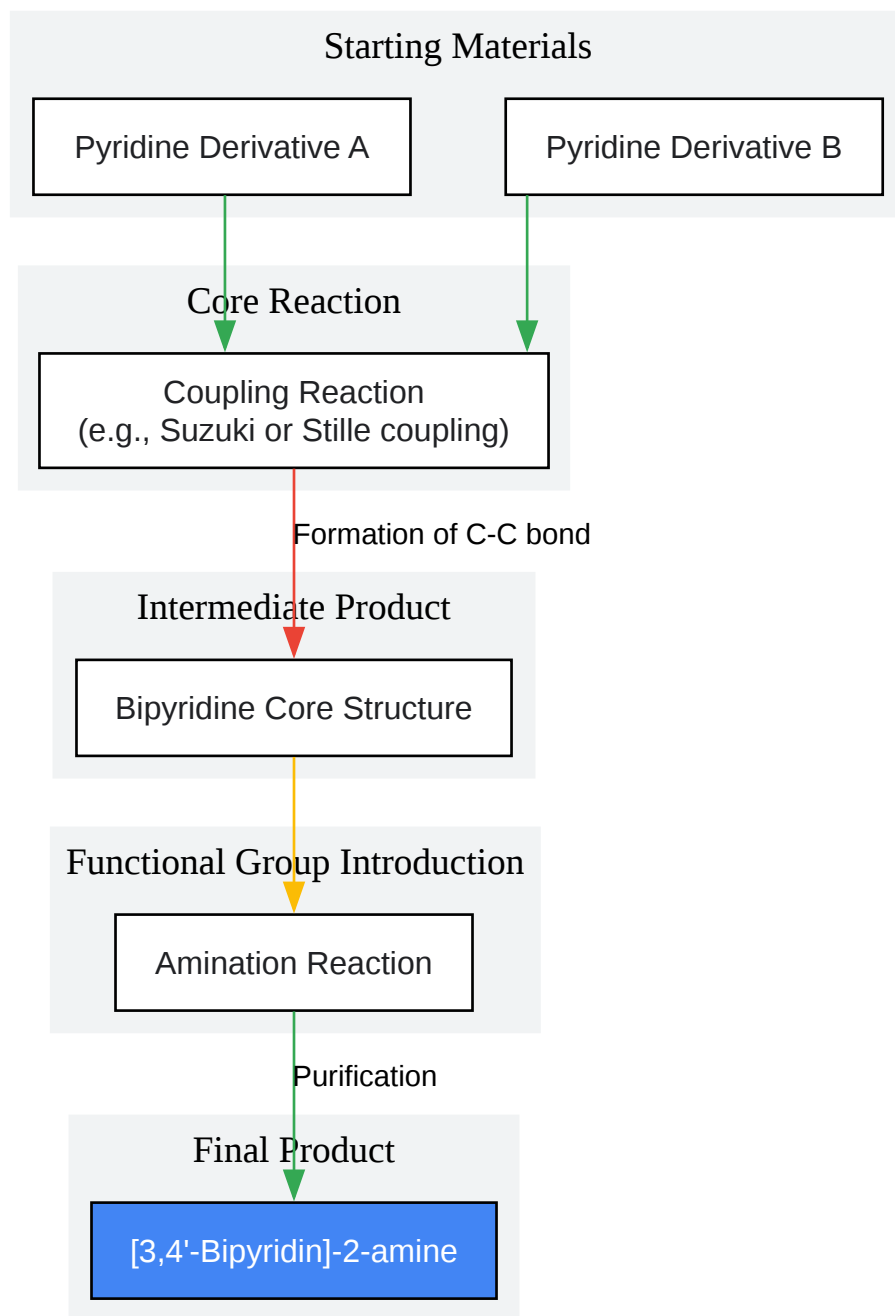 Starting Materials
Pyridine Derivative A
Pyridine Derivative B
Core Reaction
Coupling Reaction
(e.g., Suzuki or Stille coupling)
Formation of C-C bond
Intermediate Product
Bipyridine Core Structure
Functional Group Introduction
Amination Reaction
Purification
Final Product
[3,4'-Bipyridin]-2-amine